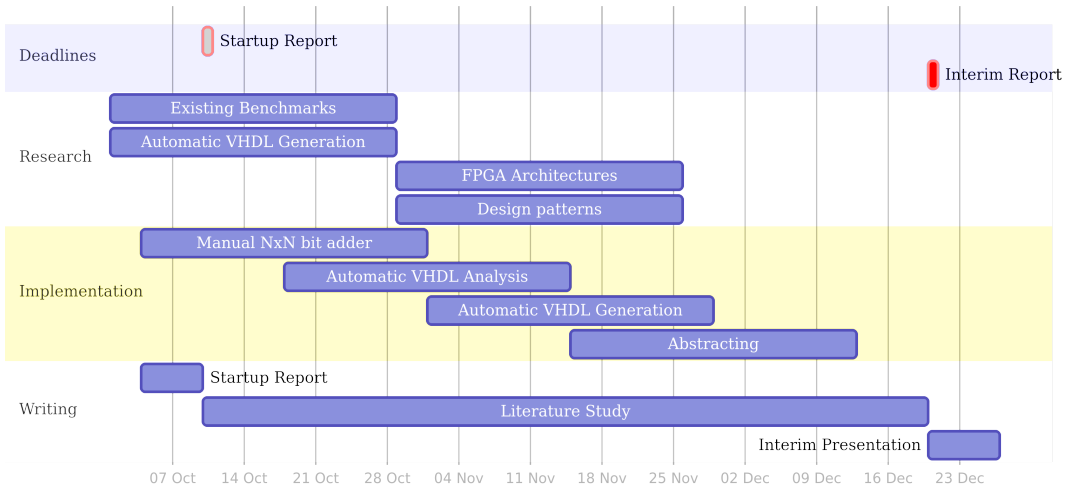 Startup Report
Deadlines
Interim Report
Existing Benchmarks
Automatic VHDL Generation
Research
FPGA Architectures
Design patterns
Manual NxN bit adder
Automatic VHDL Analysis
Implementation
Automatic VHDL Generation
Abstracting
Startup Report
Writing
Literature Study
Interim Presentation
07 Oct 14 Oct 21 Oct 28 Oct 04 Nov 11 Nov 18 Nov 25 Nov 02 Dec 09 Dec 16 Dec 23 Dec